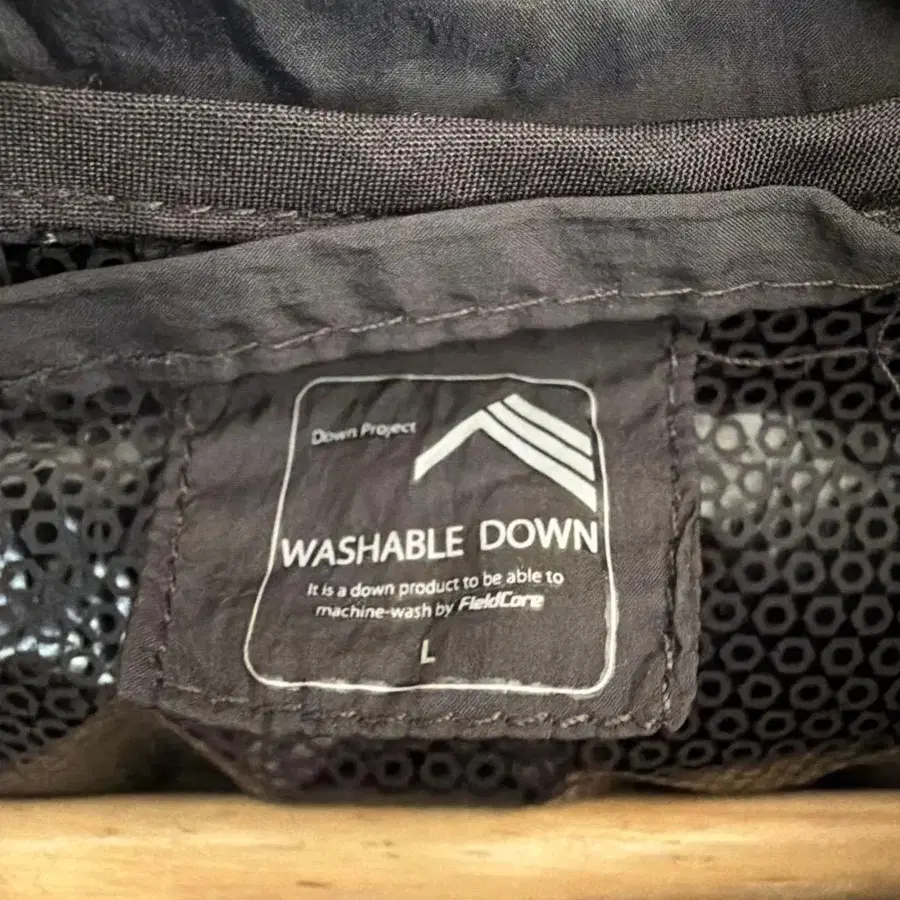 Down Project
WASHABLE DOWN
It is a down product to be able to
machine-wash by FieldCore
L